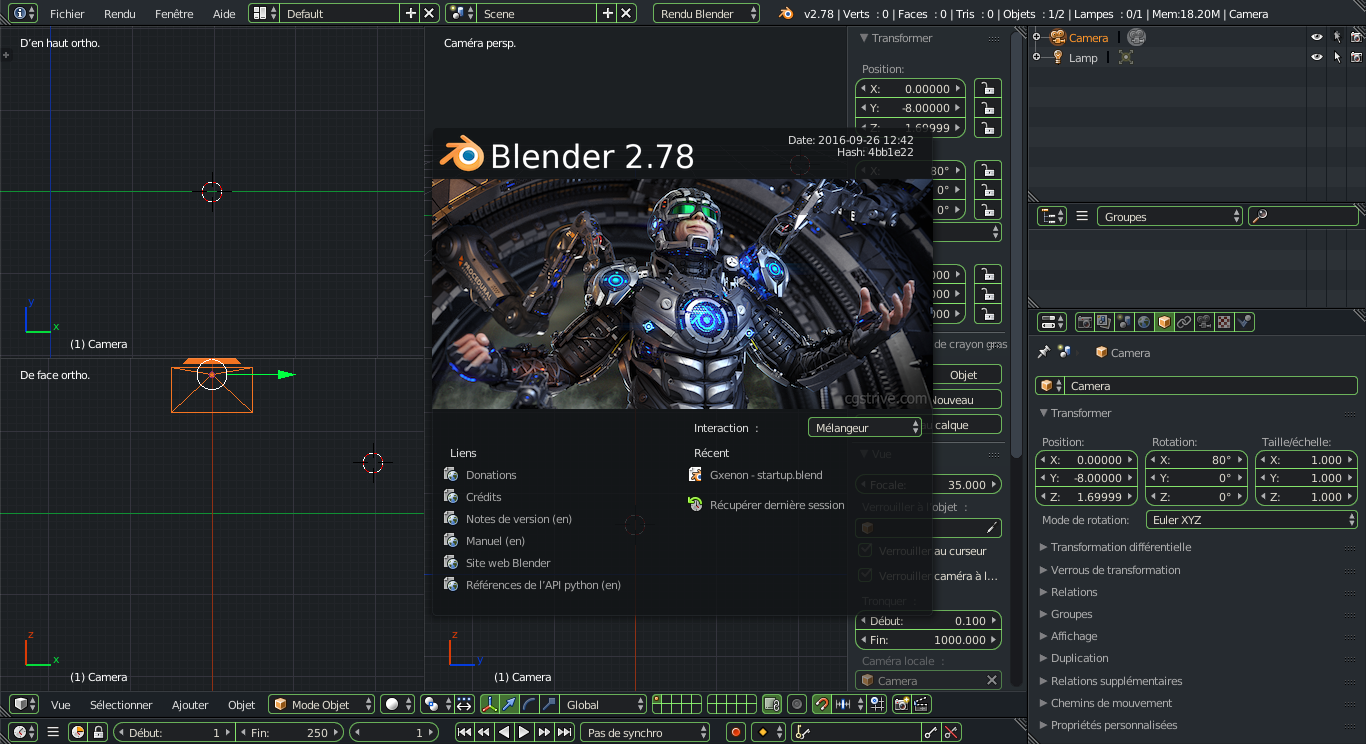 Fichier Rendu Fenêtre Aide Default Scene Rendu Blender v2.78 | Verts : 0 | Faces : 0 | Tris : 0 | Objets : 1/2 | Lampes : 0/1 | Mem:18.20M | Camera
D'en haut ortho.
(1) Camera
De face ortho.
(1) Camera
Caméra persp.
(1) Camera
Transformer
Position:
X: 0.00000
Y: -8.00000
Z: 1.69999
X: 80°
0°
0°
de crayon gras
Objet
Nouveau
calque
Vue
Focale: 35.000
Verrouiller à l'objet :
Verrouiller au curseur
Verrouiller caméra à l...
Tronquer :
Début: 0.100
Fin: 1000.000
Caméra locale :
Camera
Blender 2.78
Date: 2016-09-26 12:42
Hash: 4bb1e22
PROCEDURAL
cgstrive.com
Interaction :
Mélangeur
Liens
Donations
Crédits
Notes de version (en)
Manuel (en)
Site web Blender
Références de l'API python (en)
Récent
Gxenon - startup.blend
Récupérer dernière session
Camera
Lamp
Groupes
Camera
Camera
Transformer
Position: Rotation: Taille/échelle:
X: 0.00000 X: 80° X: 1.000
Y: -8.00000 Y: 0° Y: 1.000
Z: 1.69999 Z: 0° Z: 1.000
Mode de rotation: Euler XYZ
Transformation différentielle
Verrous de transformation
Relations
Groupes
Affichage
Duplication
Relations supplémentaires
Chemins de mouvement
Propriétés personnalisées
Vue Sélectionner Ajouter Objet Mode Objet Global
Début: 1 Fin: 250 1 Pas de synchro